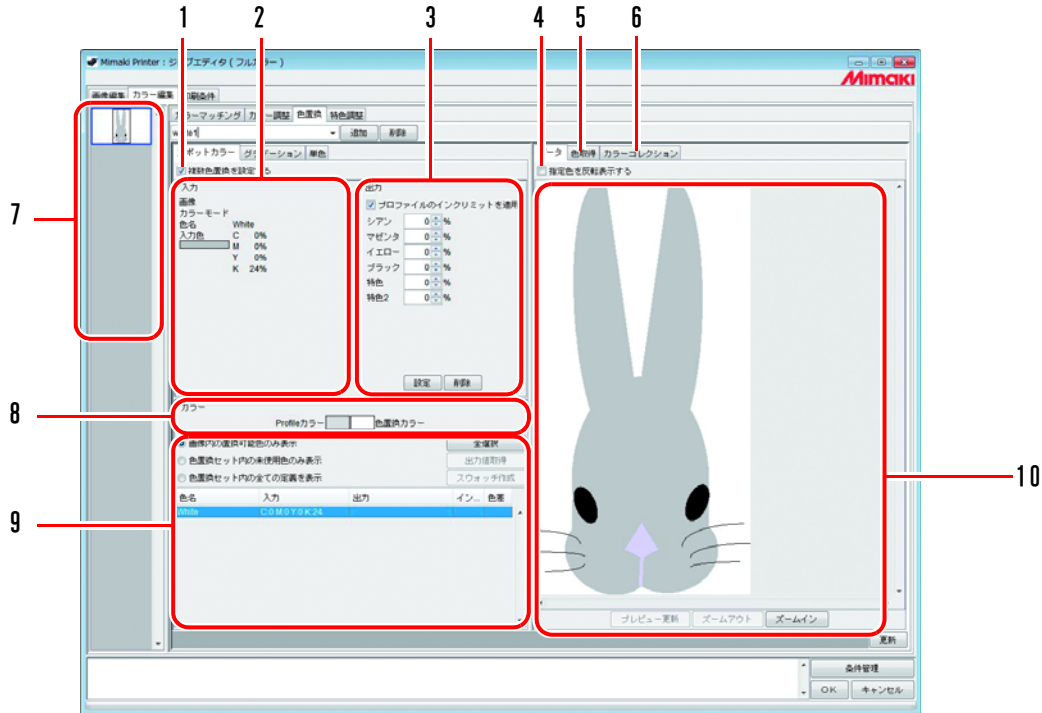 1 2 3 4 5 6
Mimaki Printer : ジョブエディタ ( フルカラー )
Mimaki
画像編集 カラー編集 印刷条件
カラーマッチング カラー調整 色置換 特色調整
white1 追加 削除
スポットカラー グラデーション 単色
データ 色取得 カラーコレクション
複数色置換を設定する
指定色を反転表示する
7
入力
画像
カラーモード
色名 White
入力色 C 0%
M 0%
Y 0%
K 24%
出力
プロファイルのインクリミットを適用
シアン 0 %
マゼンタ 0 %
イエロー 0 %
ブラック 0 %
特色 0 %
特色2 0 %
設定 削除
8
カラー
Profileカラー 色置換カラー
9
画像内の置換可能色のみ表示 全選択
色置換セット内の未使用色のみ表示 出力値取得
色置換セット内の全ての定義を表示 スウォッチ作成
色名 入力 出力 イン... 色差
White C 0 M 0 Y 0 K 24
10
プレビュー更新 ズームアウト ズームイン
更新
条件管理
OK キャンセル